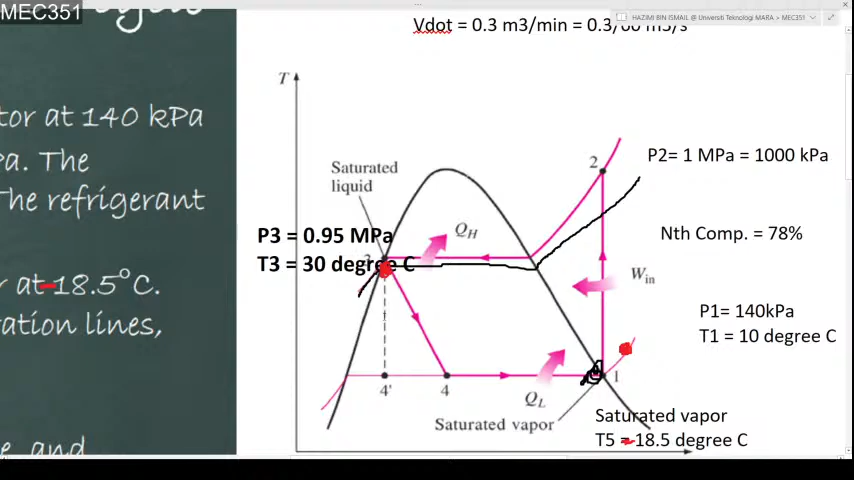 MEC351
Vdot = 0.3 m3/min = 0.3/60 m3/s
HAZIMI BIN ISMAIL @ Universiti Teknologi MARA > MEC351
tor at 140 kPa
pa. The
The refrigerant
r at -18.5°C.
ration lines,
e and
T
Saturated
liquid
2
P2= 1 MPa = 1000 kPa
P3 = 0.95 MPa
QH
Nth Comp. = 78%
3
T3 = 30 degree C
Win
P1= 140kPa
T1 = 10 degree C
4'
4
QL
1
Saturated vapor
Saturated vapor
T5 = -18.5 degree C